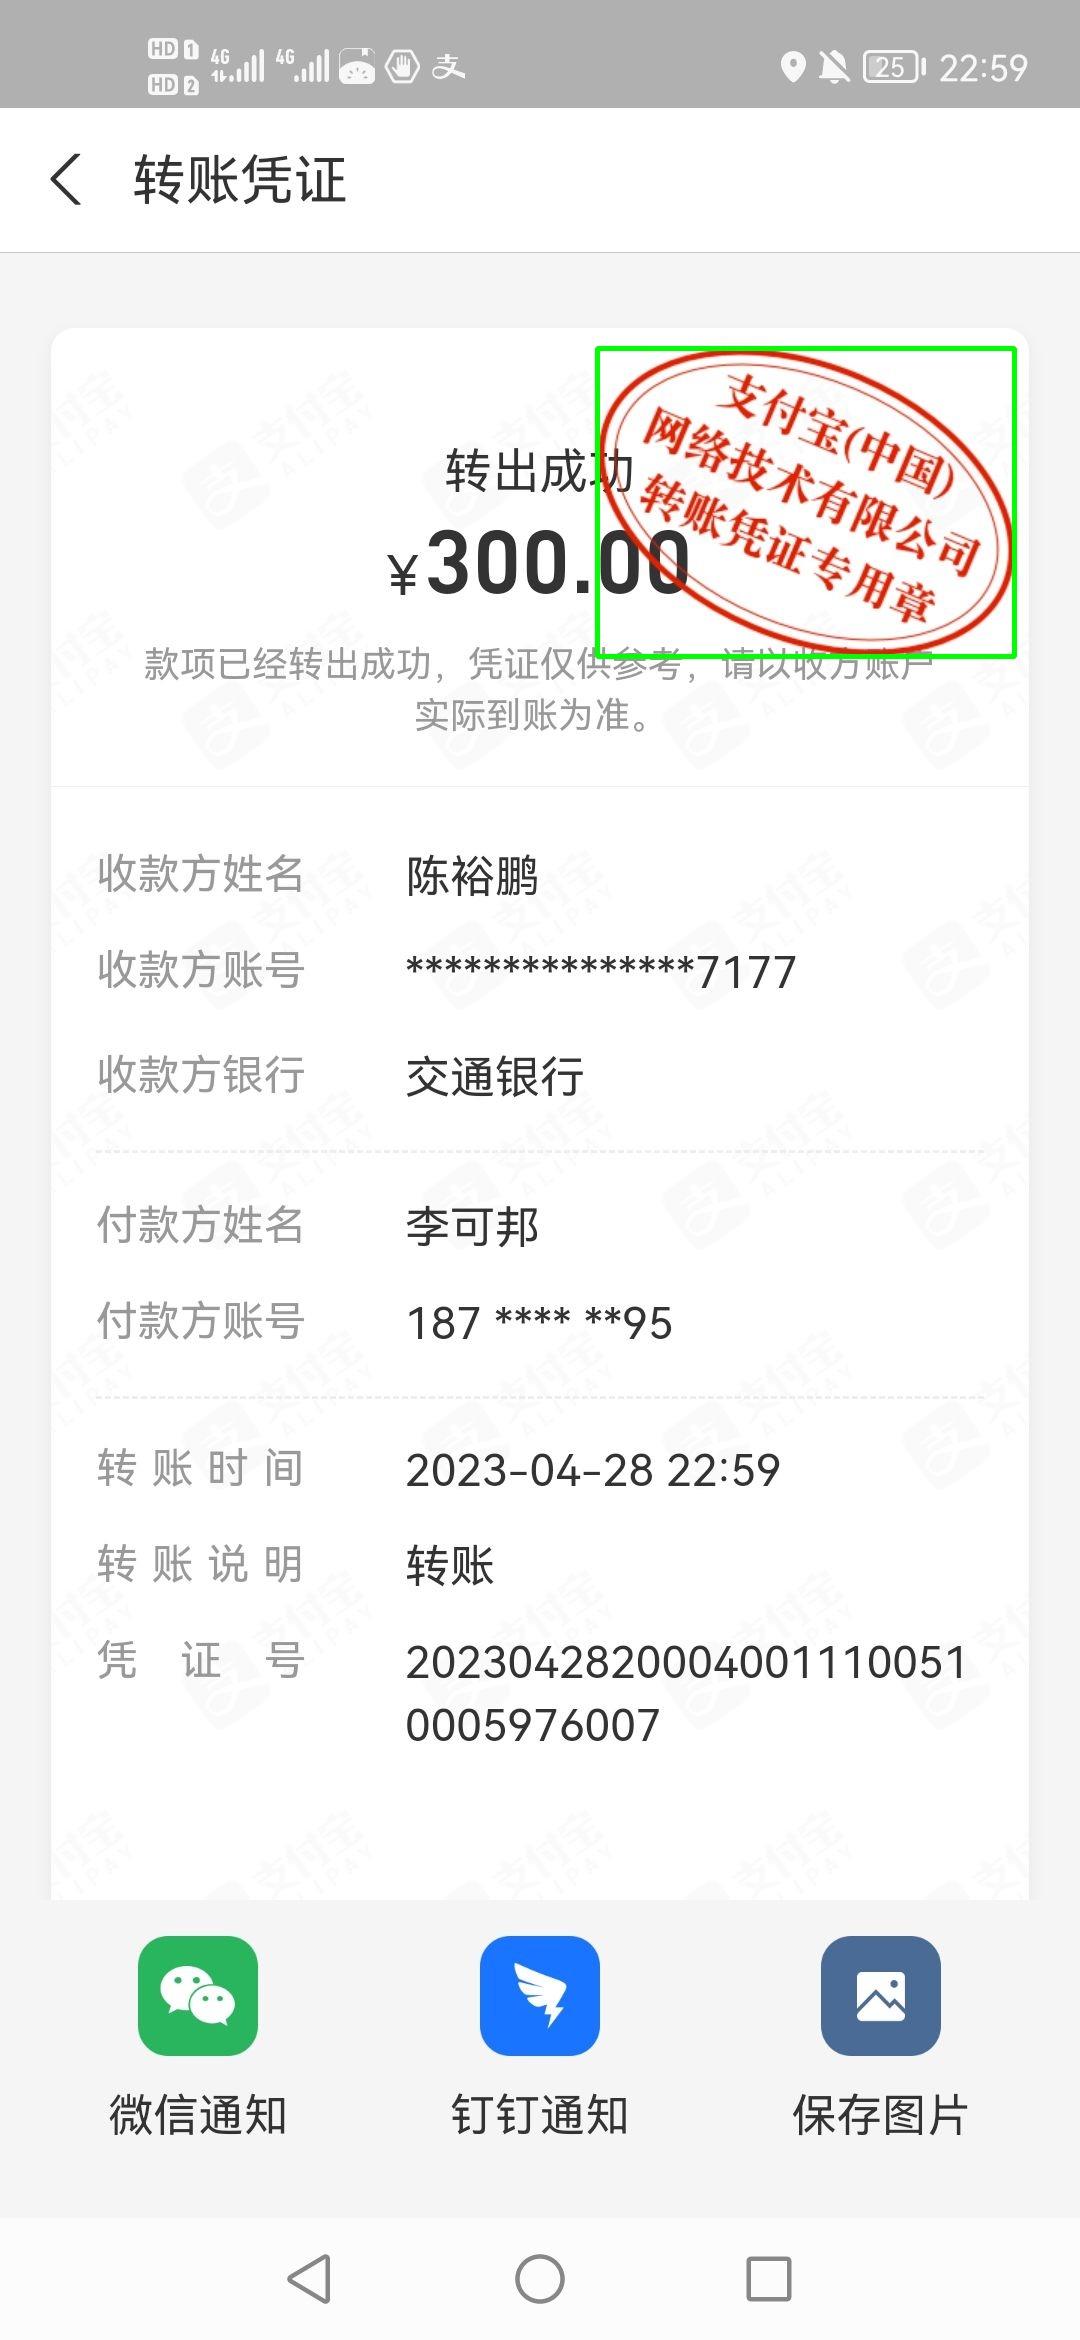 HD 1 4G 4G 支 25 22:59
HD 2
转账凭证
支付宝(中国)
网络技术有限公司
转账凭证专用章
转出成功
¥300.00
款项已经转出成功，凭证仅供参考，请以收方账户
实际到账为准。
收款方姓名 陈裕鹏
收款方账号 ***************7177
收款方银行 交通银行
付款方姓名 李可邦
付款方账号 187 **** **95
转账时间 2023-04-28 22:59
转账说明 转账
凭证号 2023042820004001110051
0005976007
微信通知 钉钉通知 保存图片